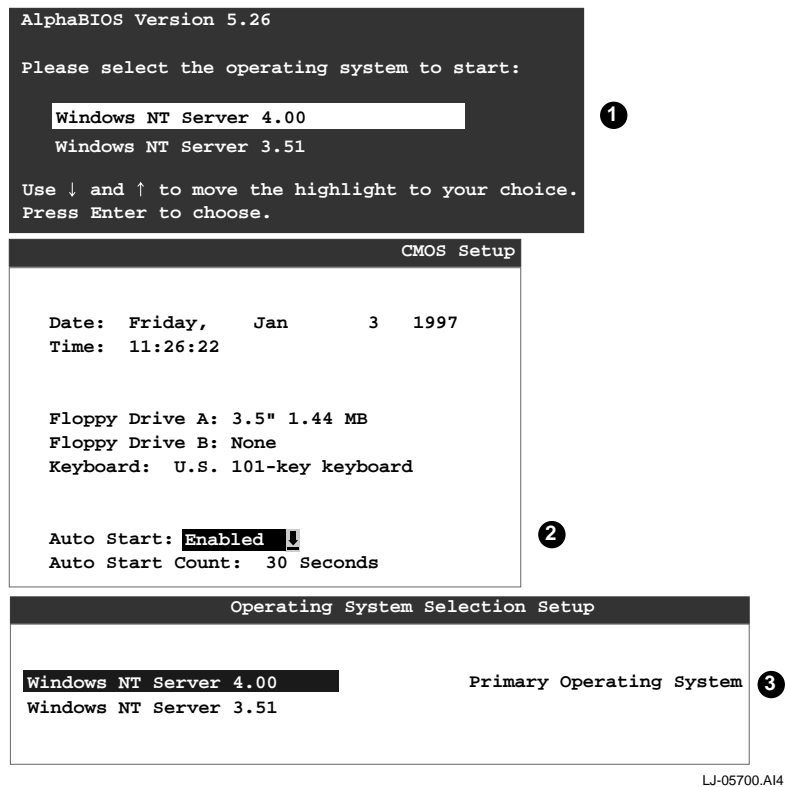 AlphaBIOS Version 5.26
Please select the operating system to start:
Windows NT Server 4.00
1
Windows NT Server 3.51
Use ↓ and ↑ to move the highlight to your choice.
Press Enter to choose.
CMOS Setup
Date: Friday, Jan 3 1997
Time: 11:26:22
Floppy Drive A: 3.5" 1.44 MB
Floppy Drive B: None
Keyboard: U.S. 101-key keyboard
Auto Start: Enabled ↓
2
Auto Start Count: 30 Seconds
Operating System Selection Setup
Windows NT Server 4.00 Primary Operating System 3
Windows NT Server 3.51
LJ-05700.AI4